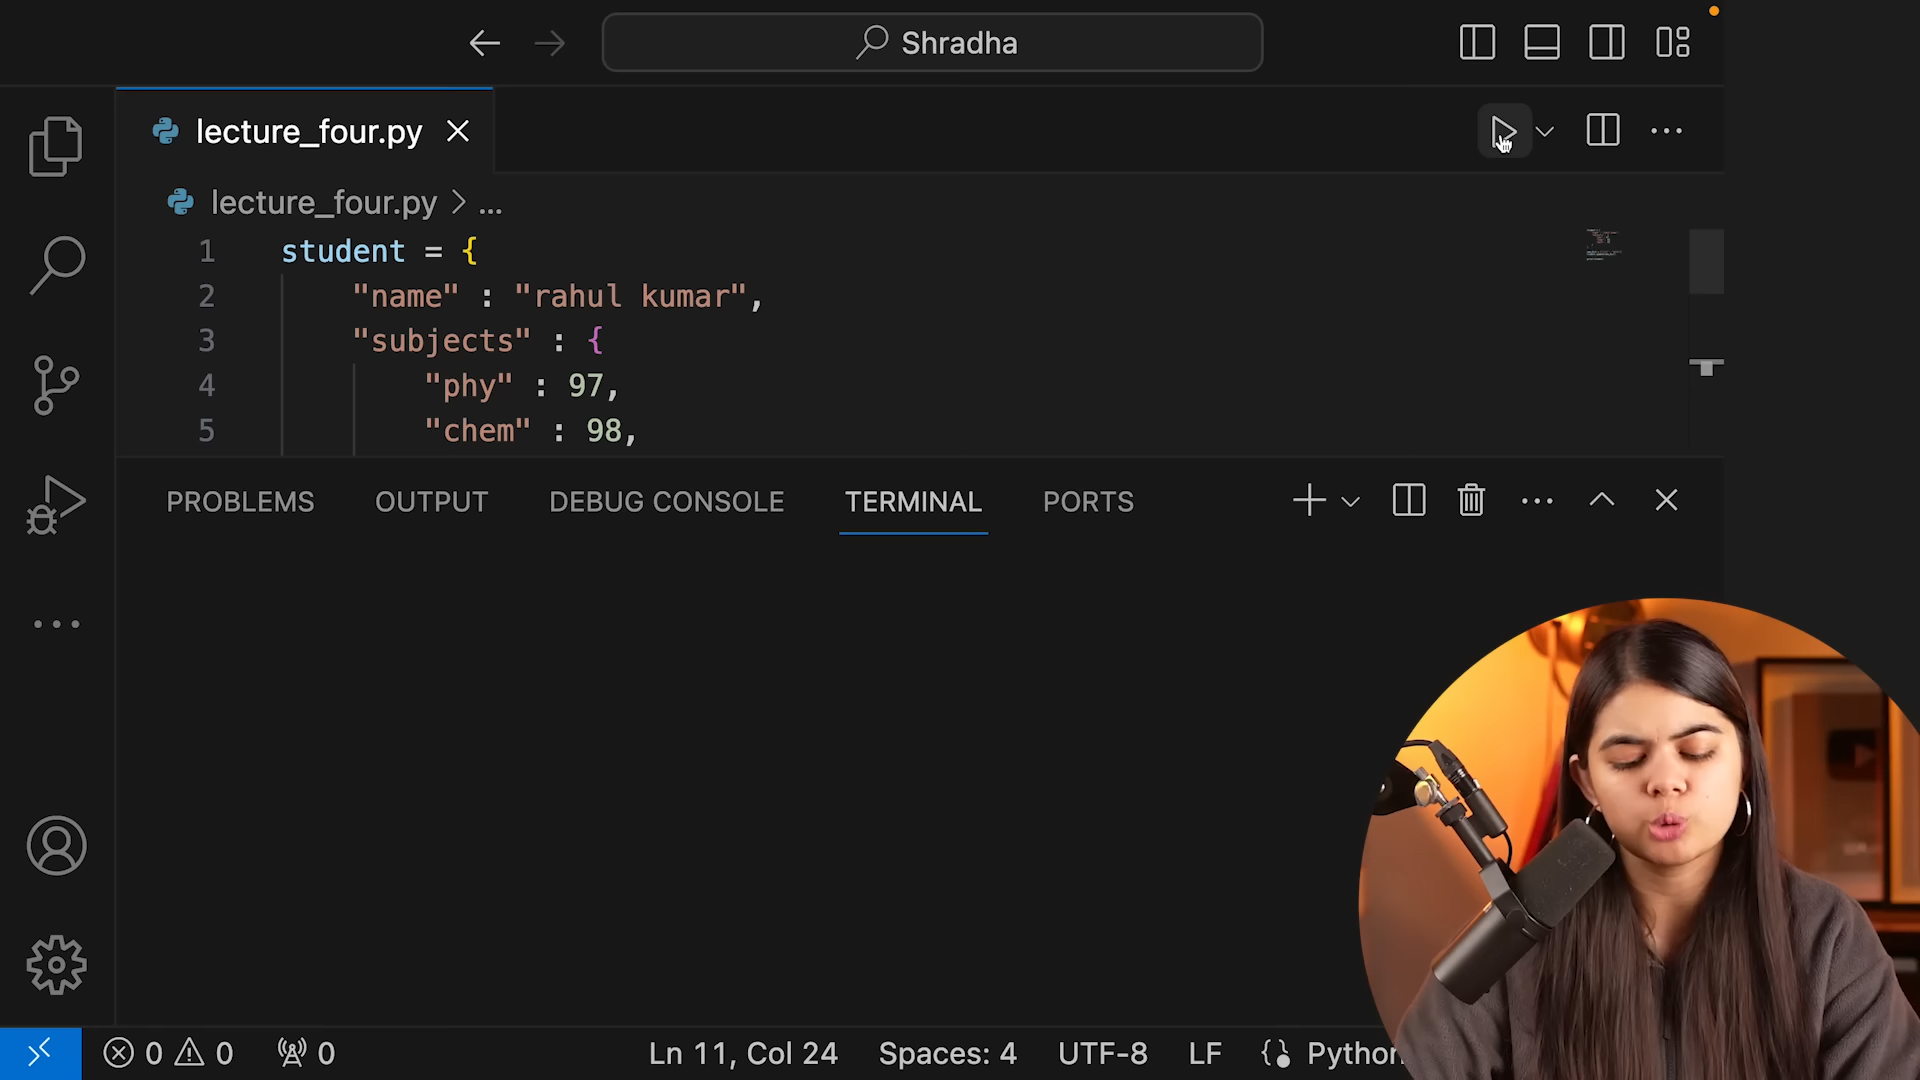 Shradha
lecture_four.py
lecture_four.py > ...
1 student = {
2 "name" : "rahul kumar",
3 "subjects" : {
4 "phy" : 97,
5 "chem" : 98,
PROBLEMS OUTPUT DEBUG CONSOLE TERMINAL PORTS
0 0 0 Ln 11, Col 24 Spaces: 4 UTF-8 LF Python